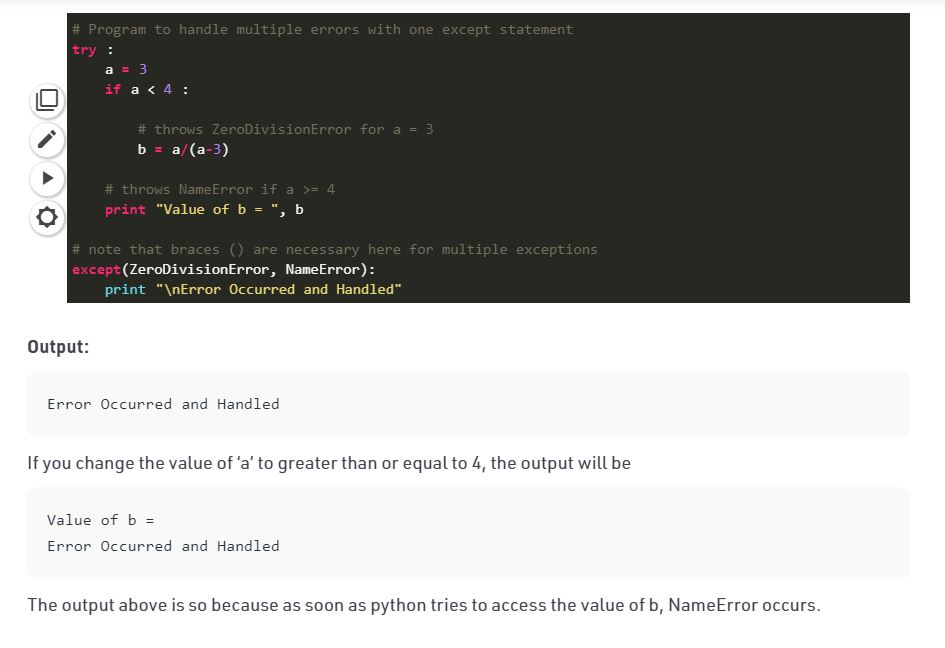 # Program to handle multiple errors with one except statement
try :
    a = 3
    if a < 4 :
        # throws ZeroDivisionError for a = 3
        b = a/(a-3)
    # throws NameError if a >= 4
    print "Value of b = ", b
# note that braces () are necessary here for multiple exceptions
except(ZeroDivisionError, NameError):
    print "\nError Occurred and Handled"
Output:
Error Occurred and Handled
If you change the value of ‘a’ to greater than or equal to 4, the output will be
Value of b =
Error Occurred and Handled
The output above is so because as soon as python tries to access the value of b, NameError occurs.